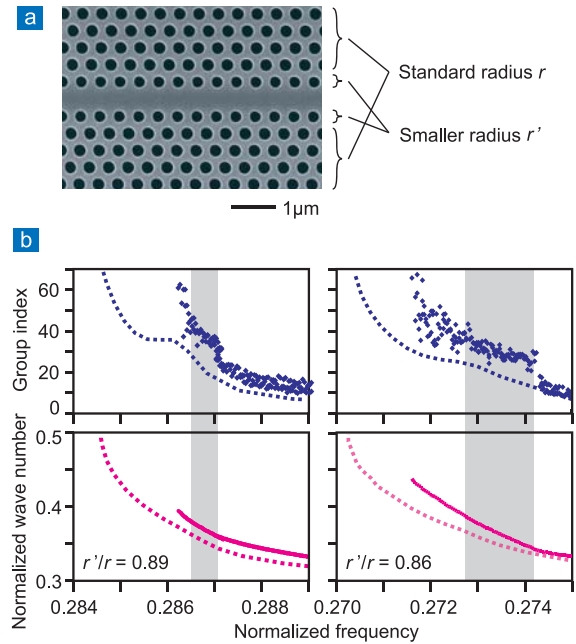 a
Standard radius r
Smaller radius r'
1μm
b
Group index
60
40
20
0
Normalized wave number
0.5
0.4
0.3
r'/r = 0.89
r'/r = 0.86
0.284
0.286
0.288
0.270
0.272
0.274
Normalized frequency